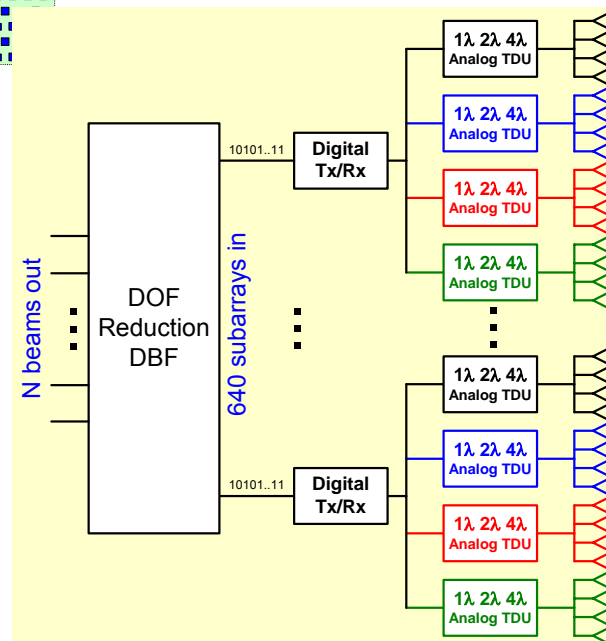 1λ 2λ 4λ
Analog TDU
1λ 2λ 4λ
Analog TDU
10101..11
Digital
Tx/Rx
1λ 2λ 4λ
Analog TDU
1λ 2λ 4λ
Analog TDU
N beams out
DOF
Reduction
DBF
640 subarrays in
1λ 2λ 4λ
Analog TDU
1λ 2λ 4λ
Analog TDU
10101..11
Digital
Tx/Rx
1λ 2λ 4λ
Analog TDU
1λ 2λ 4λ
Analog TDU